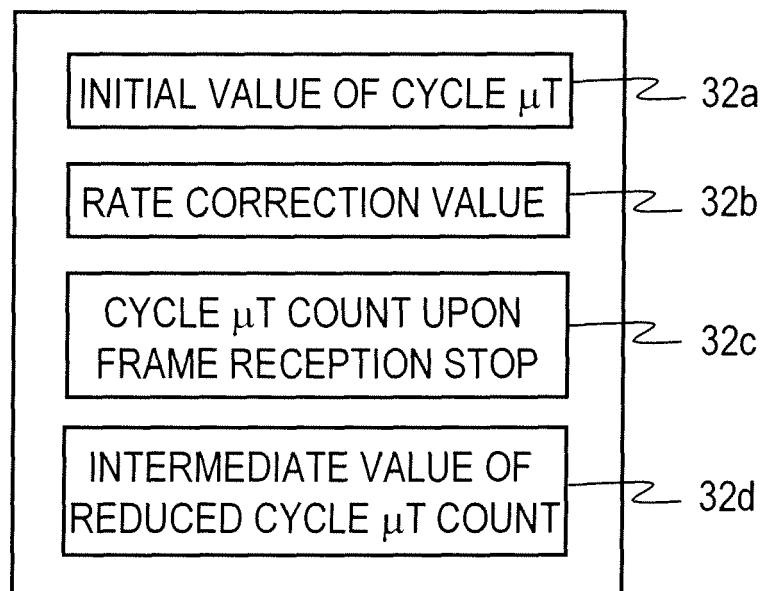 INITIAL VALUE OF CYCLE μT
32a
RATE CORRECTION VALUE
32b
CYCLE μT COUNT UPON
FRAME RECEPTION STOP
32c
INTERMEDIATE VALUE OF
REDUCED CYCLE μT COUNT
32d